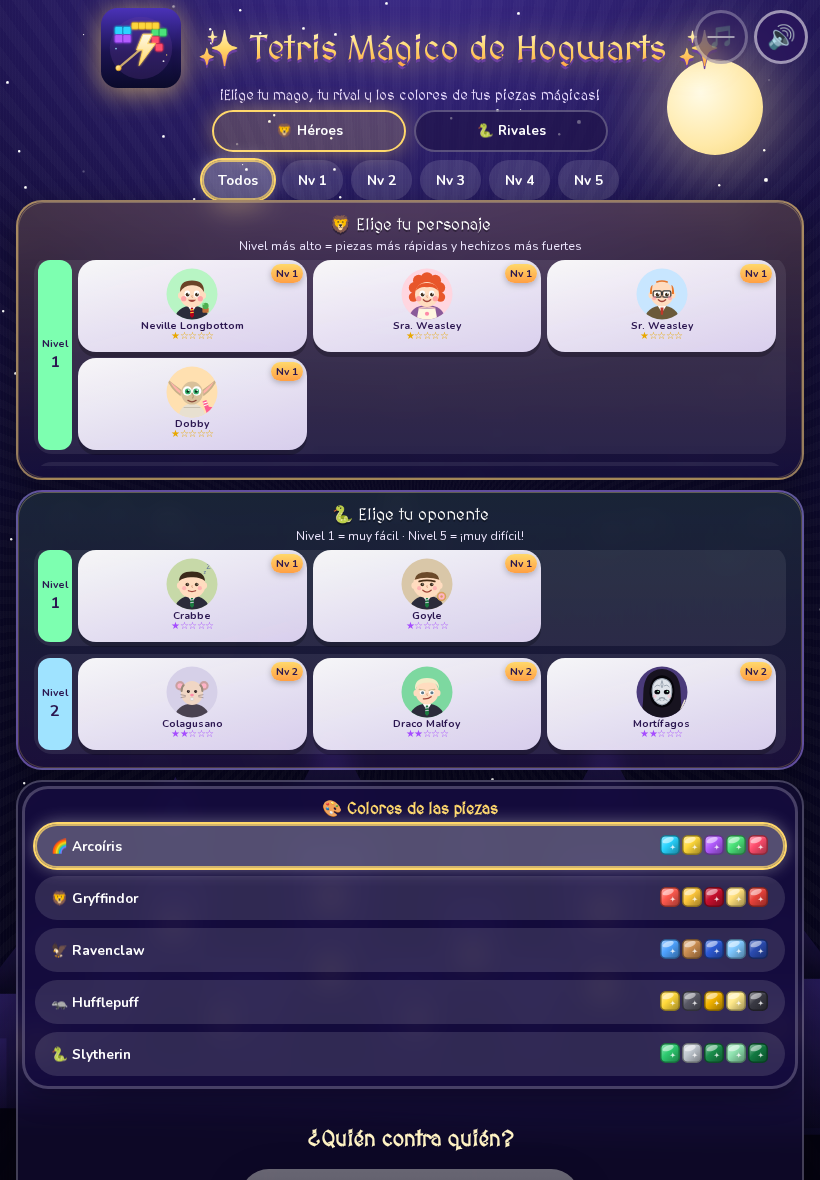 ✨ Tetris Mágico de Hogwarts ✨
¡Elige tu mago, tu rival y los colores de tus piezas mágicas!
🦁 Héroes
🐍 Rivales
Todos
Nv 1
Nv 2
Nv 3
Nv 4
Nv 5
🦁 Elige tu personaje
Nivel más alto = piezas más rápidas y hechizos más fuertes
Nivel
1
Nv 1
Neville Longbottom
★☆☆☆☆
Nv 1
Sra. Weasley
★☆☆☆☆
Nv 1
Sr. Weasley
★☆☆☆☆
Nv 1
Dobby
★☆☆☆☆
🐍 Elige tu oponente
Nivel 1 = muy fácil · Nivel 5 = ¡muy difícil!
Nivel
1
Nv 1
Crabbe
★☆☆☆☆
Nv 1
Goyle
★☆☆☆☆
Nivel
2
Nv 2
Colagusano
★★☆☆☆
Nv 2
Draco Malfoy
★★☆☆☆
Nv 2
Mortífagos
★★☆☆☆
🎨 Colores de las piezas
🌈 Arcoíris
🦁 Gryffindor
🦅 Ravenclaw
🦡 Hufflepuff
🐍 Slytherin
¿Quién contra quién?